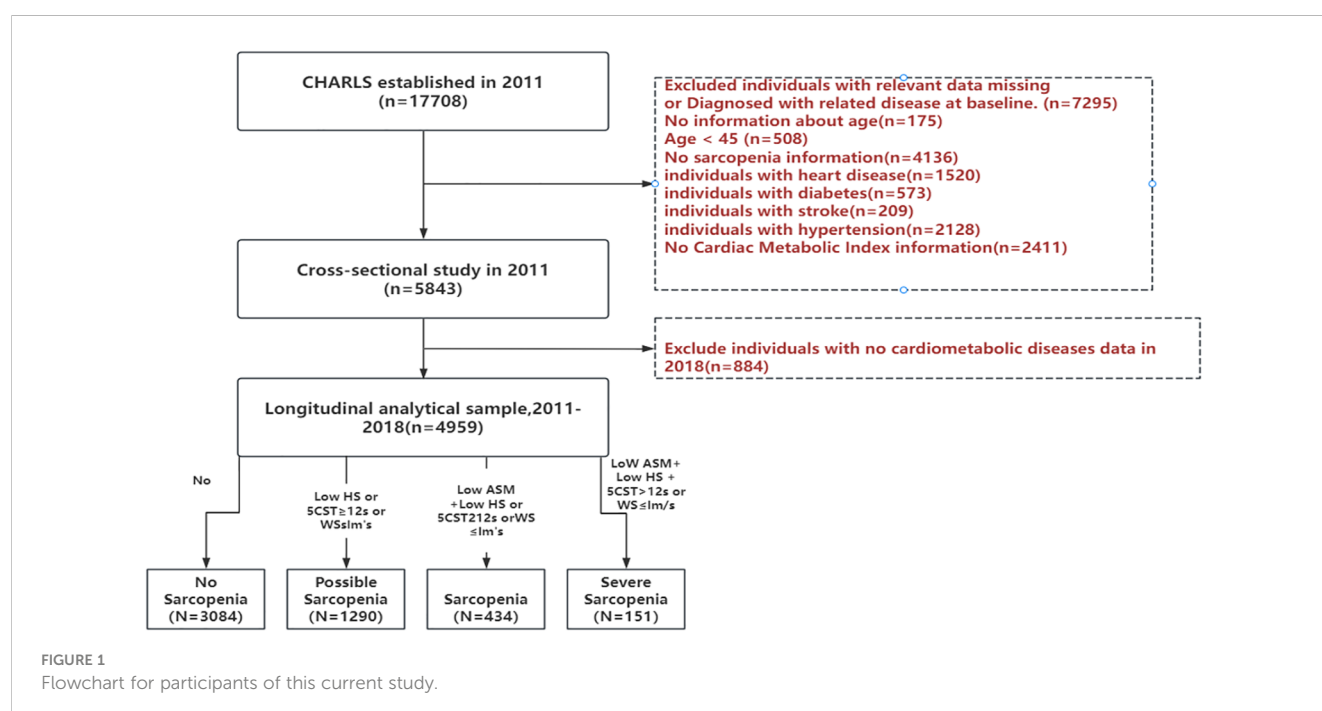 CHARLS established in 2011
(n=17708)
Excluded individuals with relevant data missing
or Diagnosed with related disease at baseline. (n=7295)
No information about age(n=175)
Age < 45 (n=508)
No sarcopenia information(n=4136)
individuals with heart disease(n=1520)
individuals with diabetes(n=573)
individuals with stroke(n=209)
individuals with hypertension(n=2128)
No Cardiac Metabolic Index information(n=2411)
Cross-sectional study in 2011
(n=5843)
Exclude individuals with no cardiometabolic diseases data in
2018(n=884)
Longitudinal analytical sample,2011-
2018(n=4959)
No
Low HS or
5CST≥12s or
WSslm's
Low ASM
+Low HS or
5CST212s orWS
≤lm's
LoW ASM+
Low HS +
5CST>12s or
WS≤lm/s
No
Sarcopenia
(N=3084)
Possible
Sarcopenia
(N=1290)
Sarcopenia
(N=434)
Severe
Sarcopenia
(N=151)
FIGURE 1
Flowchart for participants of this current study.